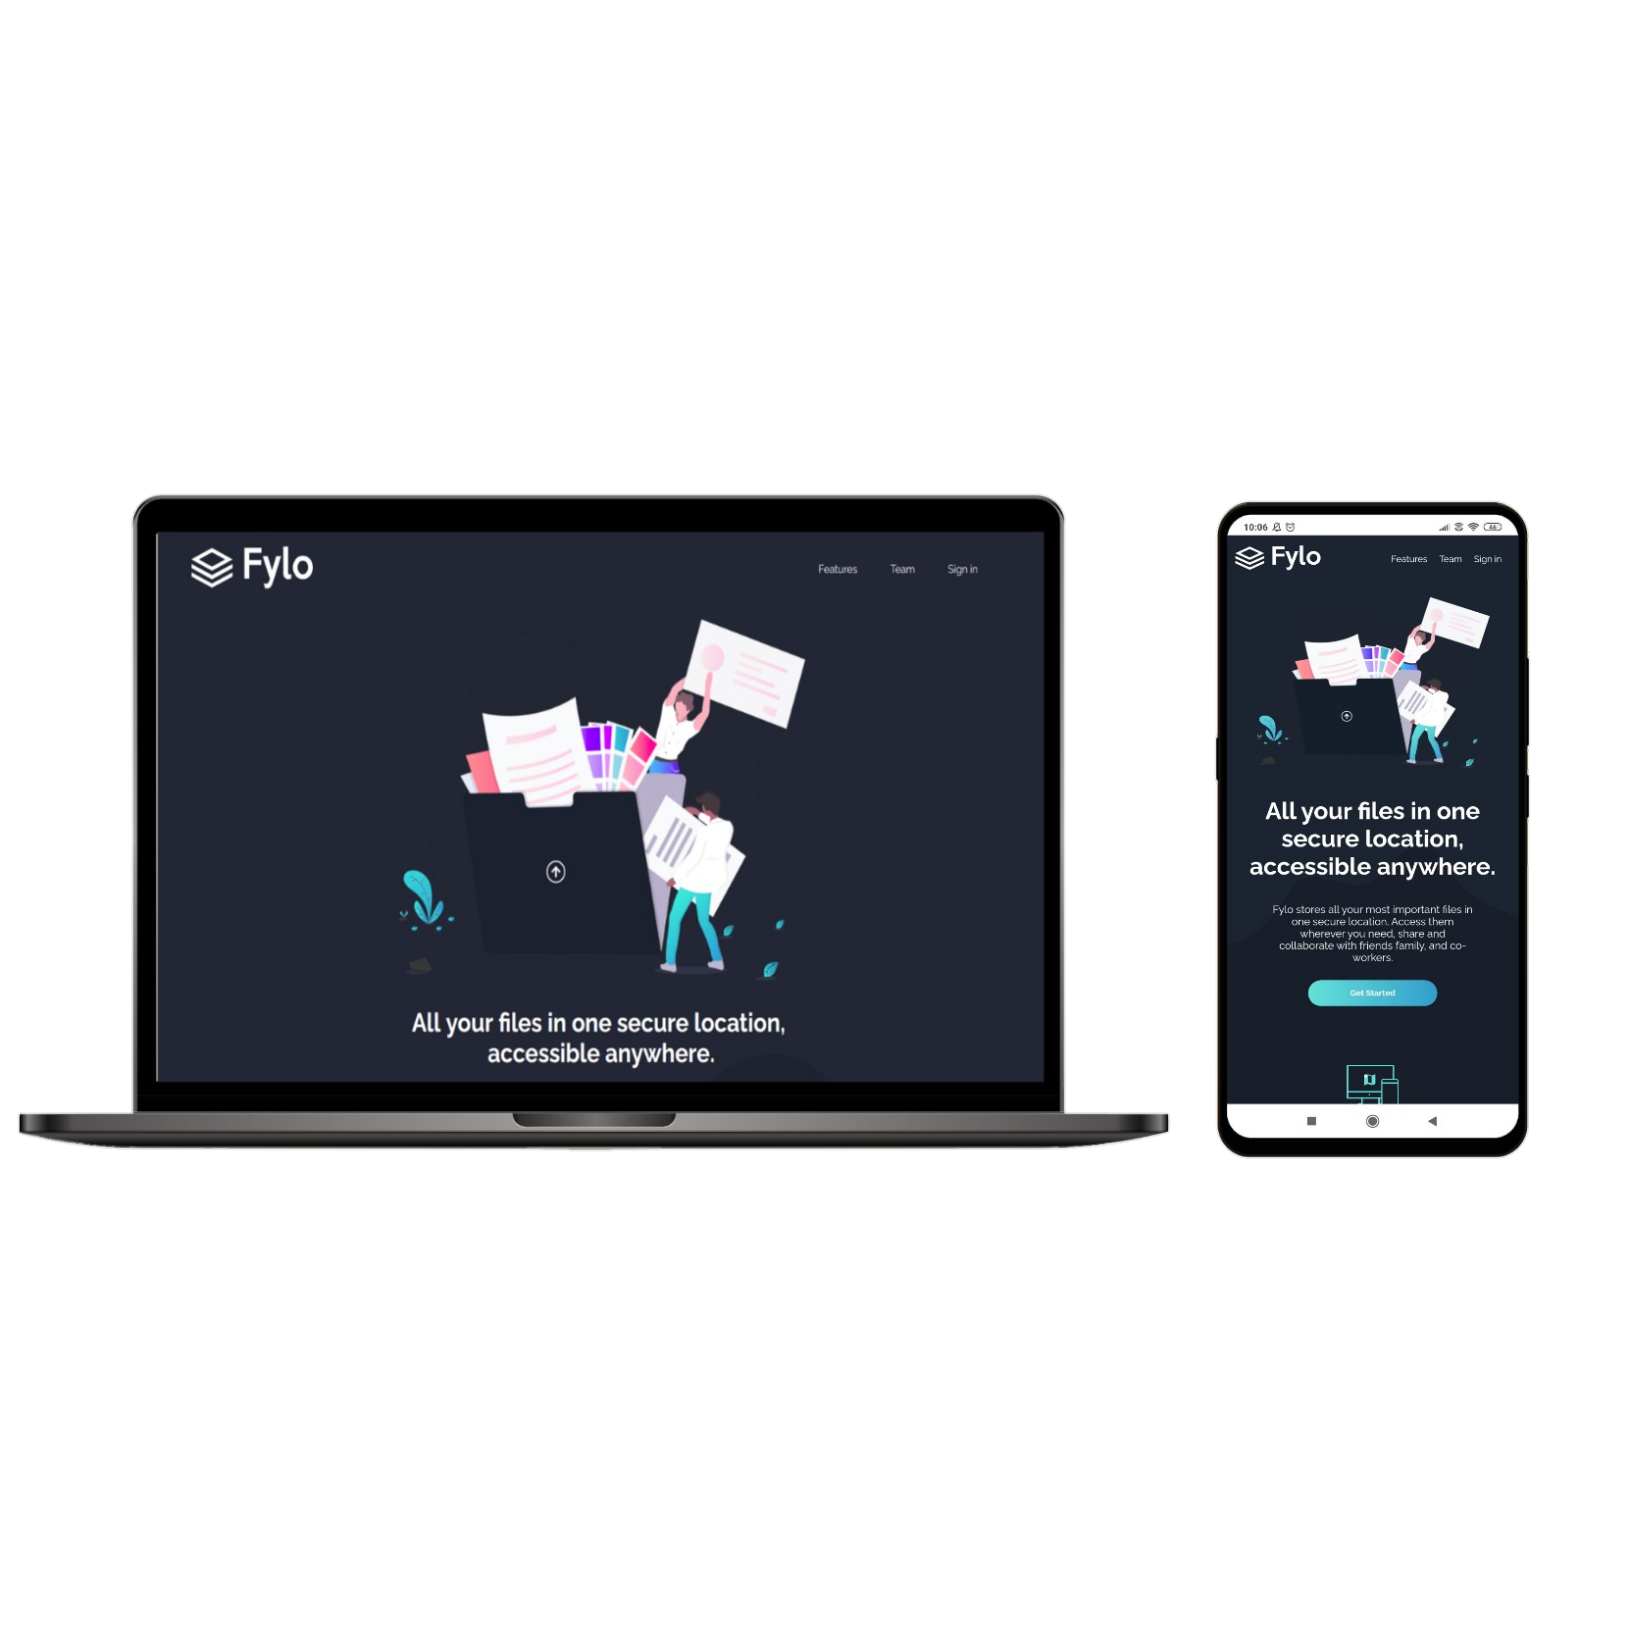 Fylo
Features Team Sign in
All your files in one secure location,
accessible anywhere.
10:06
66
Fylo
Features Team Sign in
All your files in one
secure location,
accessible anywhere.
Fylo stores all your most important files in
one secure location. Access them
wherever you need, share and
collaborate with friends family, and co-
workers.
Get Started